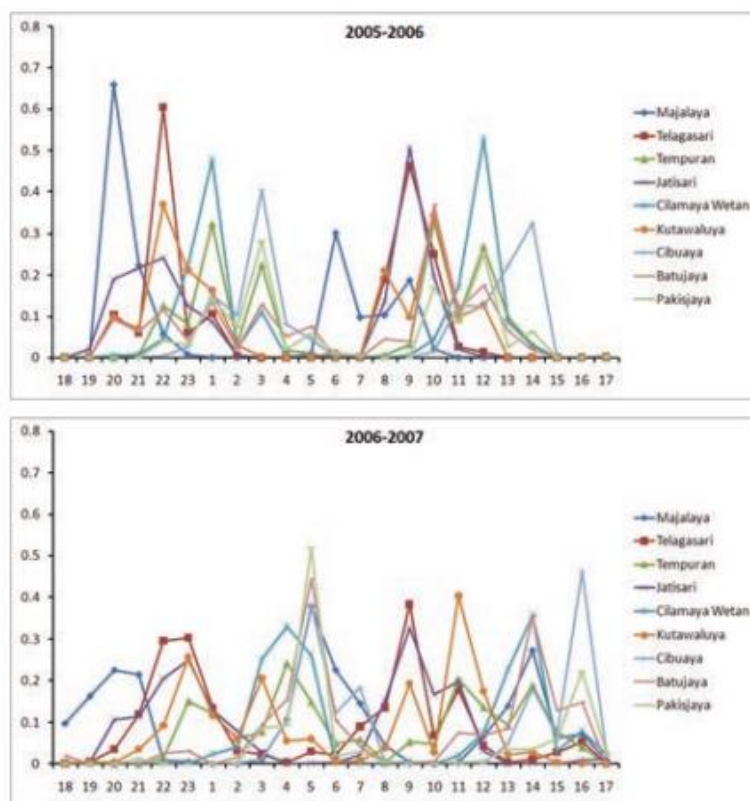 2005-2006
0.8
0.7
0.6
0.5
0.4
0.3
0.2
0.1
0
18 19 20 21 22 23 1 2 3 4 5 6 7 8 9 10 11 12 13 14 15 16 17
Majalaya
Telagasari
Tempuran
Jatisari
Cilamaya Wetan
Kutawaluya
Cibuaya
Batujaya
Pakisjaya
2006-2007
0.8
0.7
0.6
0.5
0.4
0.3
0.2
0.1
0
18 19 20 21 22 23 1 2 3 4 5 6 7 8 9 10 11 12 13 14 15 16 17
Majalaya
Telagasari
Tempuran
Jatisari
Cilamaya Wetan
Kutawaluya
Cibuaya
Batujaya
Pakisjaya